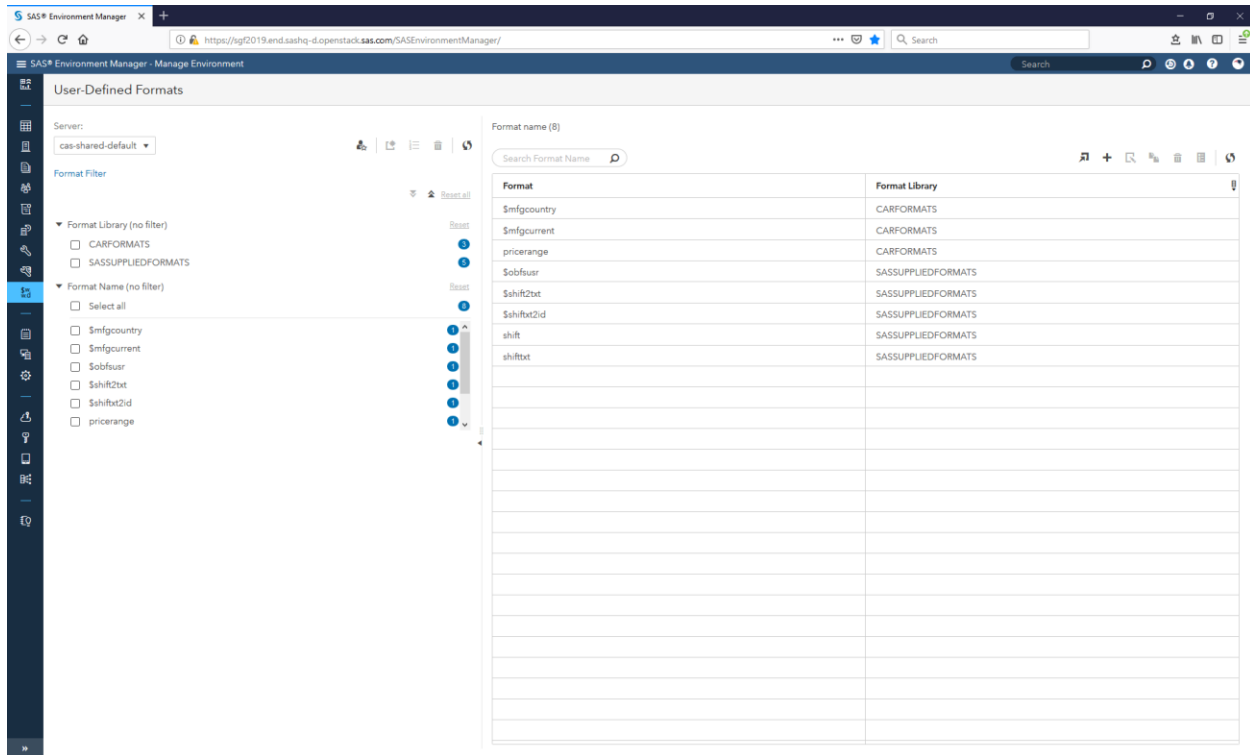 SAS® Environment Manager
https://sgf2019.end.sashq-d.openstack.sas.com/SASEnvironmentManager/
Search
SAS® Environment Manager - Manage Environment
Search
User-Defined Formats
Server:
cas-shared-default
Format Filter
Reset all
Format Library (no filter) Reset
CARFORMATS 3
SASSUPPLIEDFORMATS 5
Format Name (no filter) Reset
Select all 8
$mfgcountry 1
$mfgcurrent 1
$obfsusr 1
$shift2txt 1
$shiftxt2id 1
pricerange 1
Format name (8)
Search Format Name
Format Format Library
$mfgcountry CARFORMATS
$mfgcurrent CARFORMATS
pricerange CARFORMATS
$obfsusr SASSUPPLIEDFORMATS
$shift2txt SASSUPPLIEDFORMATS
$shiftxt2id SASSUPPLIEDFORMATS
shift SASSUPPLIEDFORMATS
shifttxt SASSUPPLIEDFORMATS